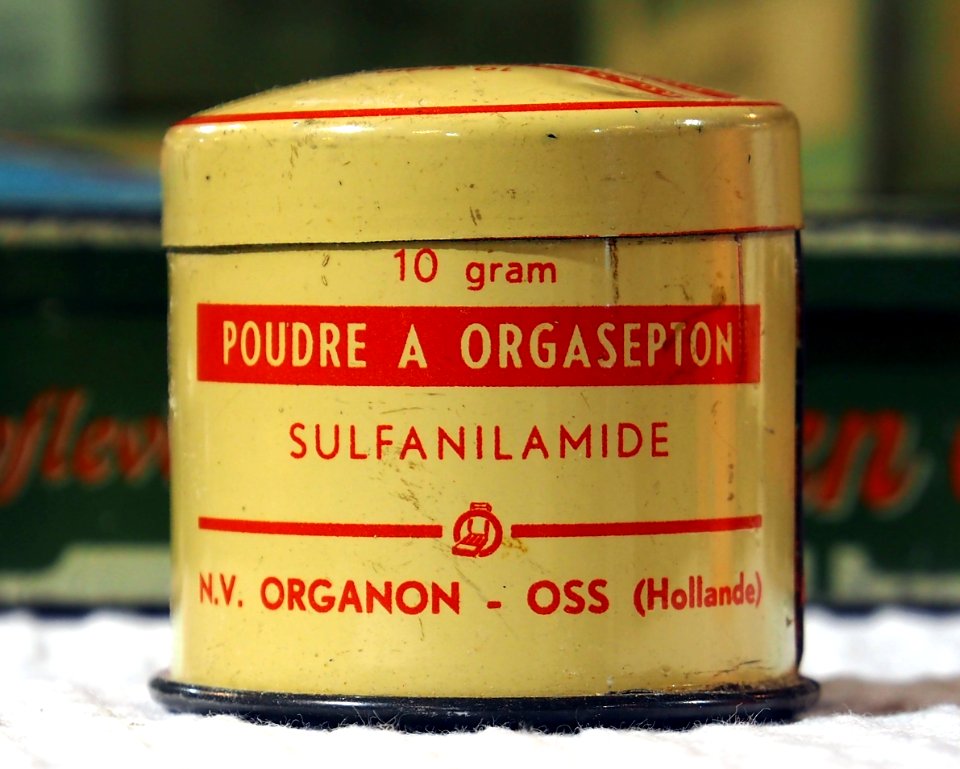 10 gram
POUDRE A ORGASEPTON
SULFANILAMIDE
N.V. ORGANON - OSS (Hollande)